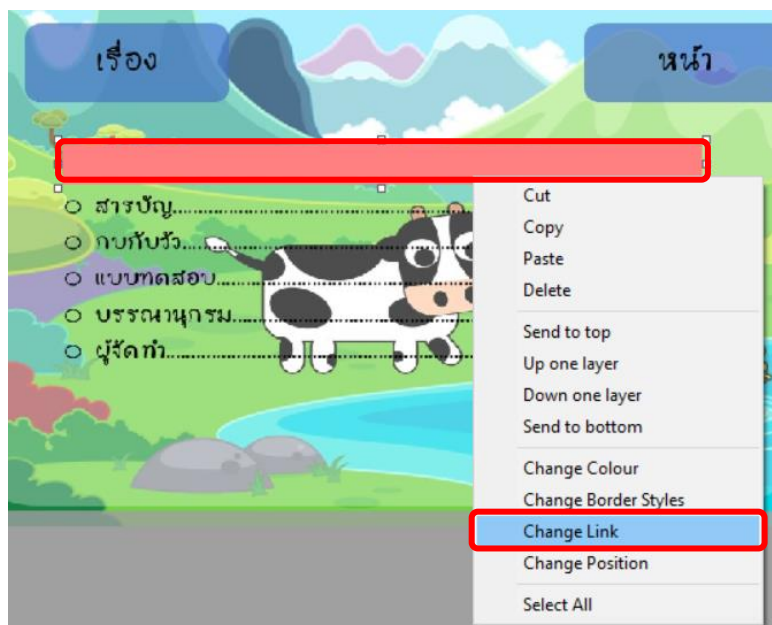 เรื่อง
หน้า
สารบัญ
กบกับวัว
แบบทดสอบ
บรรณานุกรม
ผู้จัดทำ
Cut
Copy
Paste
Delete
Send to top
Up one layer
Down one layer
Send to bottom
Change Colour
Change Border Styles
Change Link
Change Position
Select All